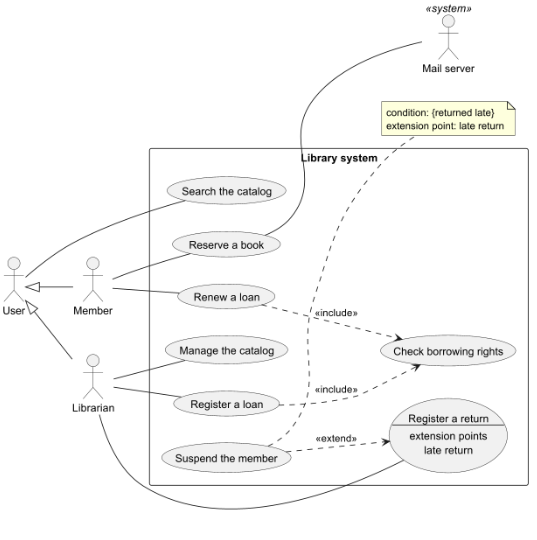 «system»
Mail server
condition: {returned late}
extension point: late return
Library system
Search the catalog
Reserve a book
User
Member
Renew a loan
«include»
Manage the catalog
Check borrowing rights
Librarian
Register a loan
«include»
Register a return
extension points
late return
«extend»
Suspend the member